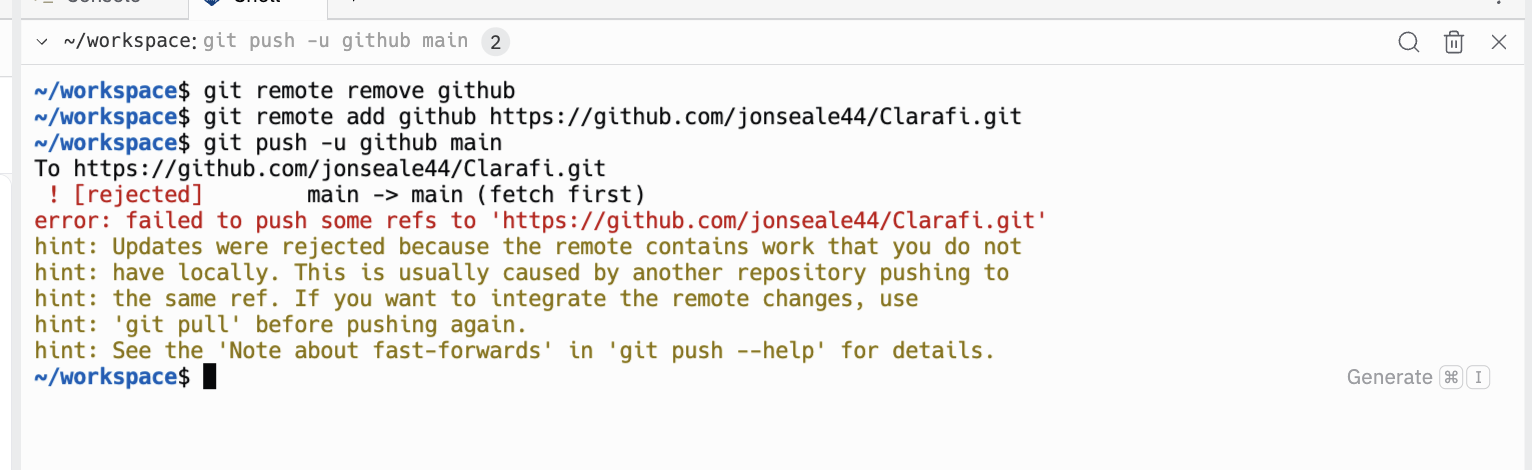 ~/workspace: git push -u github main 2
~/workspace$ git remote remove github
~/workspace$ git remote add github https://github.com/jonseale44/Clarafi.git
~/workspace$ git push -u github main
To https://github.com/jonseale44/Clarafi.git
 ! [rejected]        main -> main (fetch first)
error: failed to push some refs to 'https://github.com/jonseale44/Clarafi.git'
hint: Updates were rejected because the remote contains work that you do not
hint: have locally. This is usually caused by another repository pushing to
hint: the same ref. If you want to integrate the remote changes, use
hint: 'git pull' before pushing again.
hint: See the 'Note about fast-forwards' in 'git push --help' for details.
~/workspace$
Generate ⌘ I